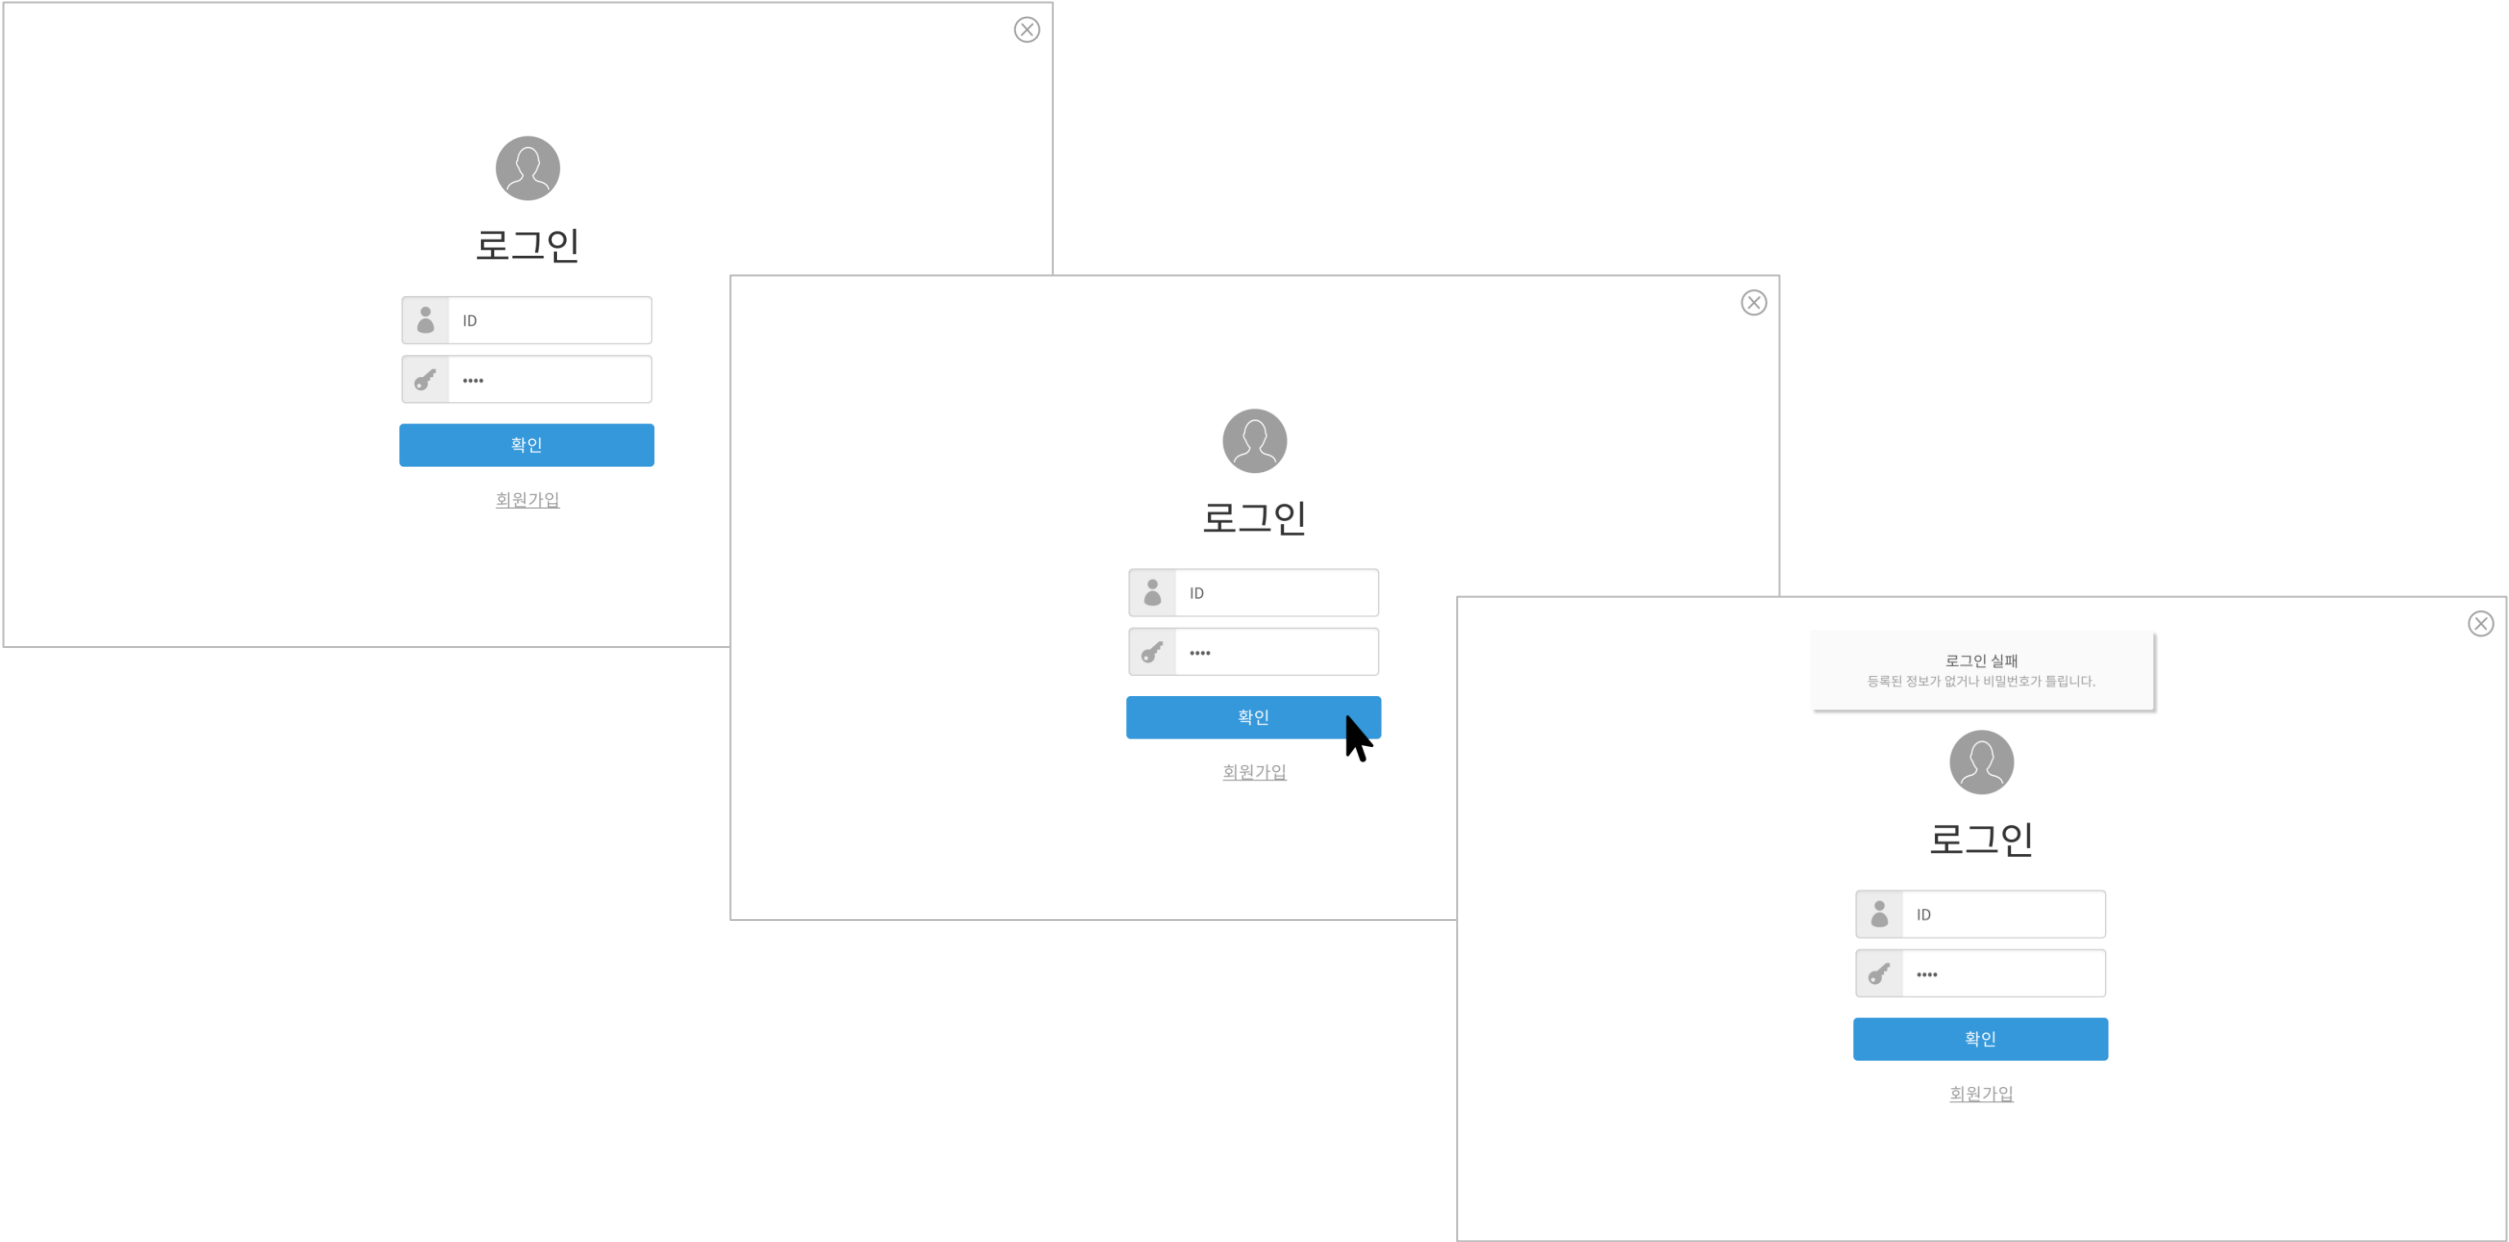 로그인
ID
••••
확인
회원가입
로그인
ID
••••
확인
회원가입
로그인 실패
등록된 정보가 없거나 비밀번호가 틀립니다.
로그인
ID
••••
확인
회원가입